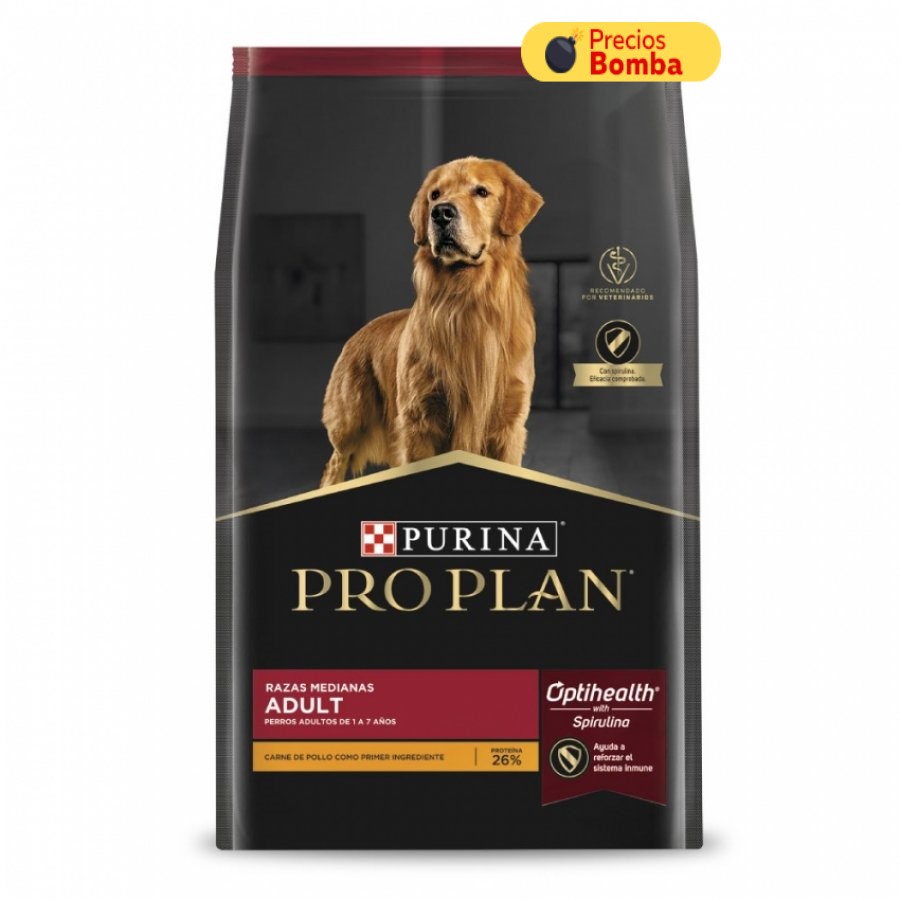 Precios
Bomba
RECOMENDADO
POR VETERINARIOS
Con spirulina.
Eficacia comprobada.
PURINA®
PRO PLAN®
RAZAS MEDIANAS
ADULT
PERROS ADULTOS DE 1 A 7 AÑOS
CARNE DE POLLO COMO PRIMER INGREDIENTE
PROTEÍNA
26%
Optihealth®
with
Spirulina
Ayuda a
reforzar el
sistema inmune